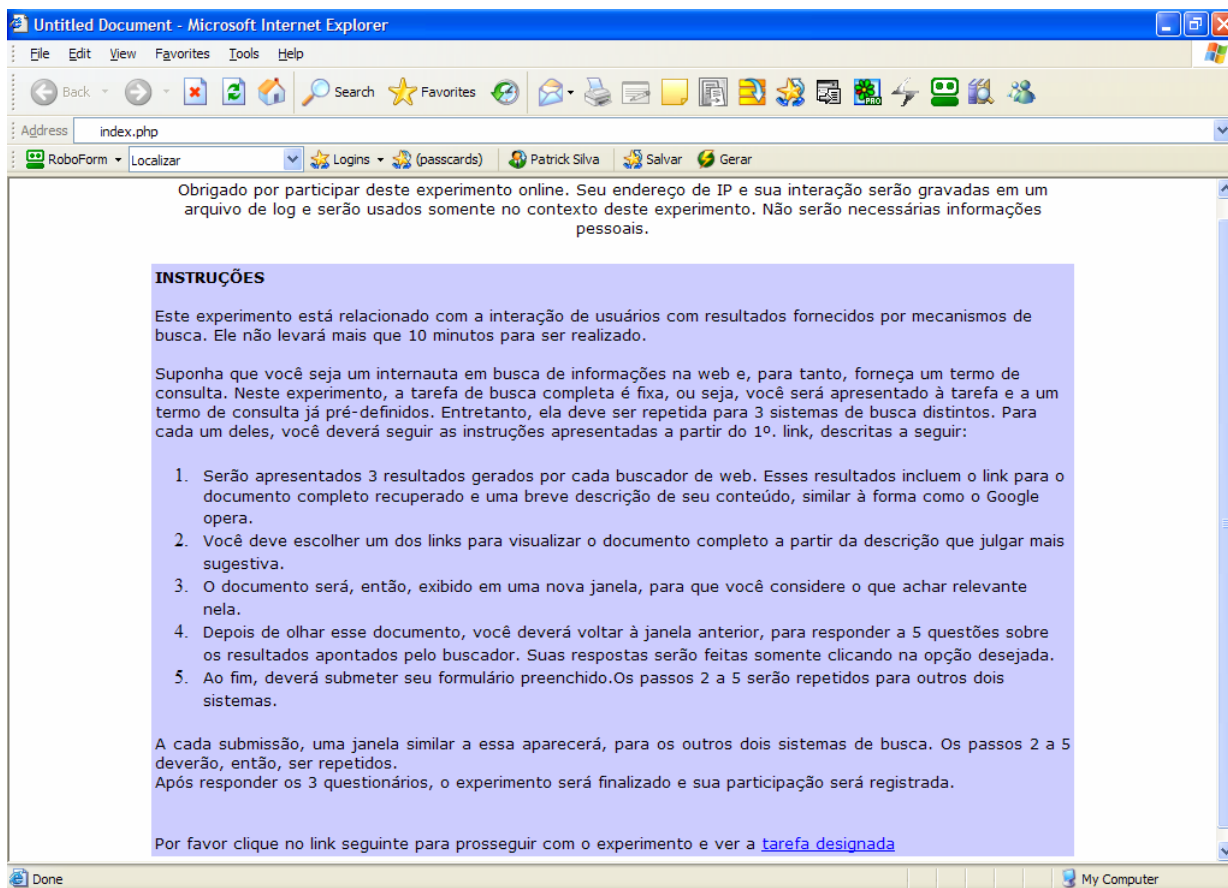 Untitled Document - Microsoft Internet Explorer
File Edit View Favorites Tools Help
Back Search Favorites PRO
Address index.php
RoboForm Localizar Logins (passcards) Patrick Silva Salvar Gerar
Obrigado por participar deste experimento online. Seu endereço de IP e sua interação serão gravadas em um
arquivo de log e serão usados somente no contexto deste experimento. Não serão necessárias informações
pessoais.
INSTRUÇÕES
Este experimento está relacionado com a interação de usuários com resultados fornecidos por mecanismos de
busca. Ele não levará mais que 10 minutos para ser realizado.
Suponha que você seja um internauta em busca de informações na web e, para tanto, forneça um termo de
consulta. Neste experimento, a tarefa de busca completa é fixa, ou seja, você será apresentado à tarefa e a um
termo de consulta já pré-definidos. Entretanto, ela deve ser repetida para 3 sistemas de busca distintos. Para
cada um deles, você deverá seguir as instruções apresentadas a partir do 1º. link, descritas a seguir:
1. Serão apresentados 3 resultados gerados por cada buscador de web. Esses resultados incluem o link para o
documento completo recuperado e uma breve descrição de seu conteúdo, similar à forma como o Google
opera.
2. Você deve escolher um dos links para visualizar o documento completo a partir da descrição que julgar mais
sugestiva.
3. O documento será, então, exibido em uma nova janela, para que você considere o que achar relevante
nela.
4. Depois de olhar esse documento, você deverá voltar à janela anterior, para responder a 5 questões sobre
os resultados apontados pelo buscador. Suas respostas serão feitas somente clicando na opção desejada.
5. Ao fim, deverá submeter seu formulário preenchido.Os passos 2 a 5 serão repetidos para outros dois
sistemas.
A cada submissão, uma janela similar a essa aparecerá, para os outros dois sistemas de busca. Os passos 2 a 5
deverão, então, ser repetidos.
Após responder os 3 questionários, o experimento será finalizado e sua participação será registrada.
Por favor clique no link seguinte para prosseguir com o experimento e ver a tarefa designada
Done My Computer